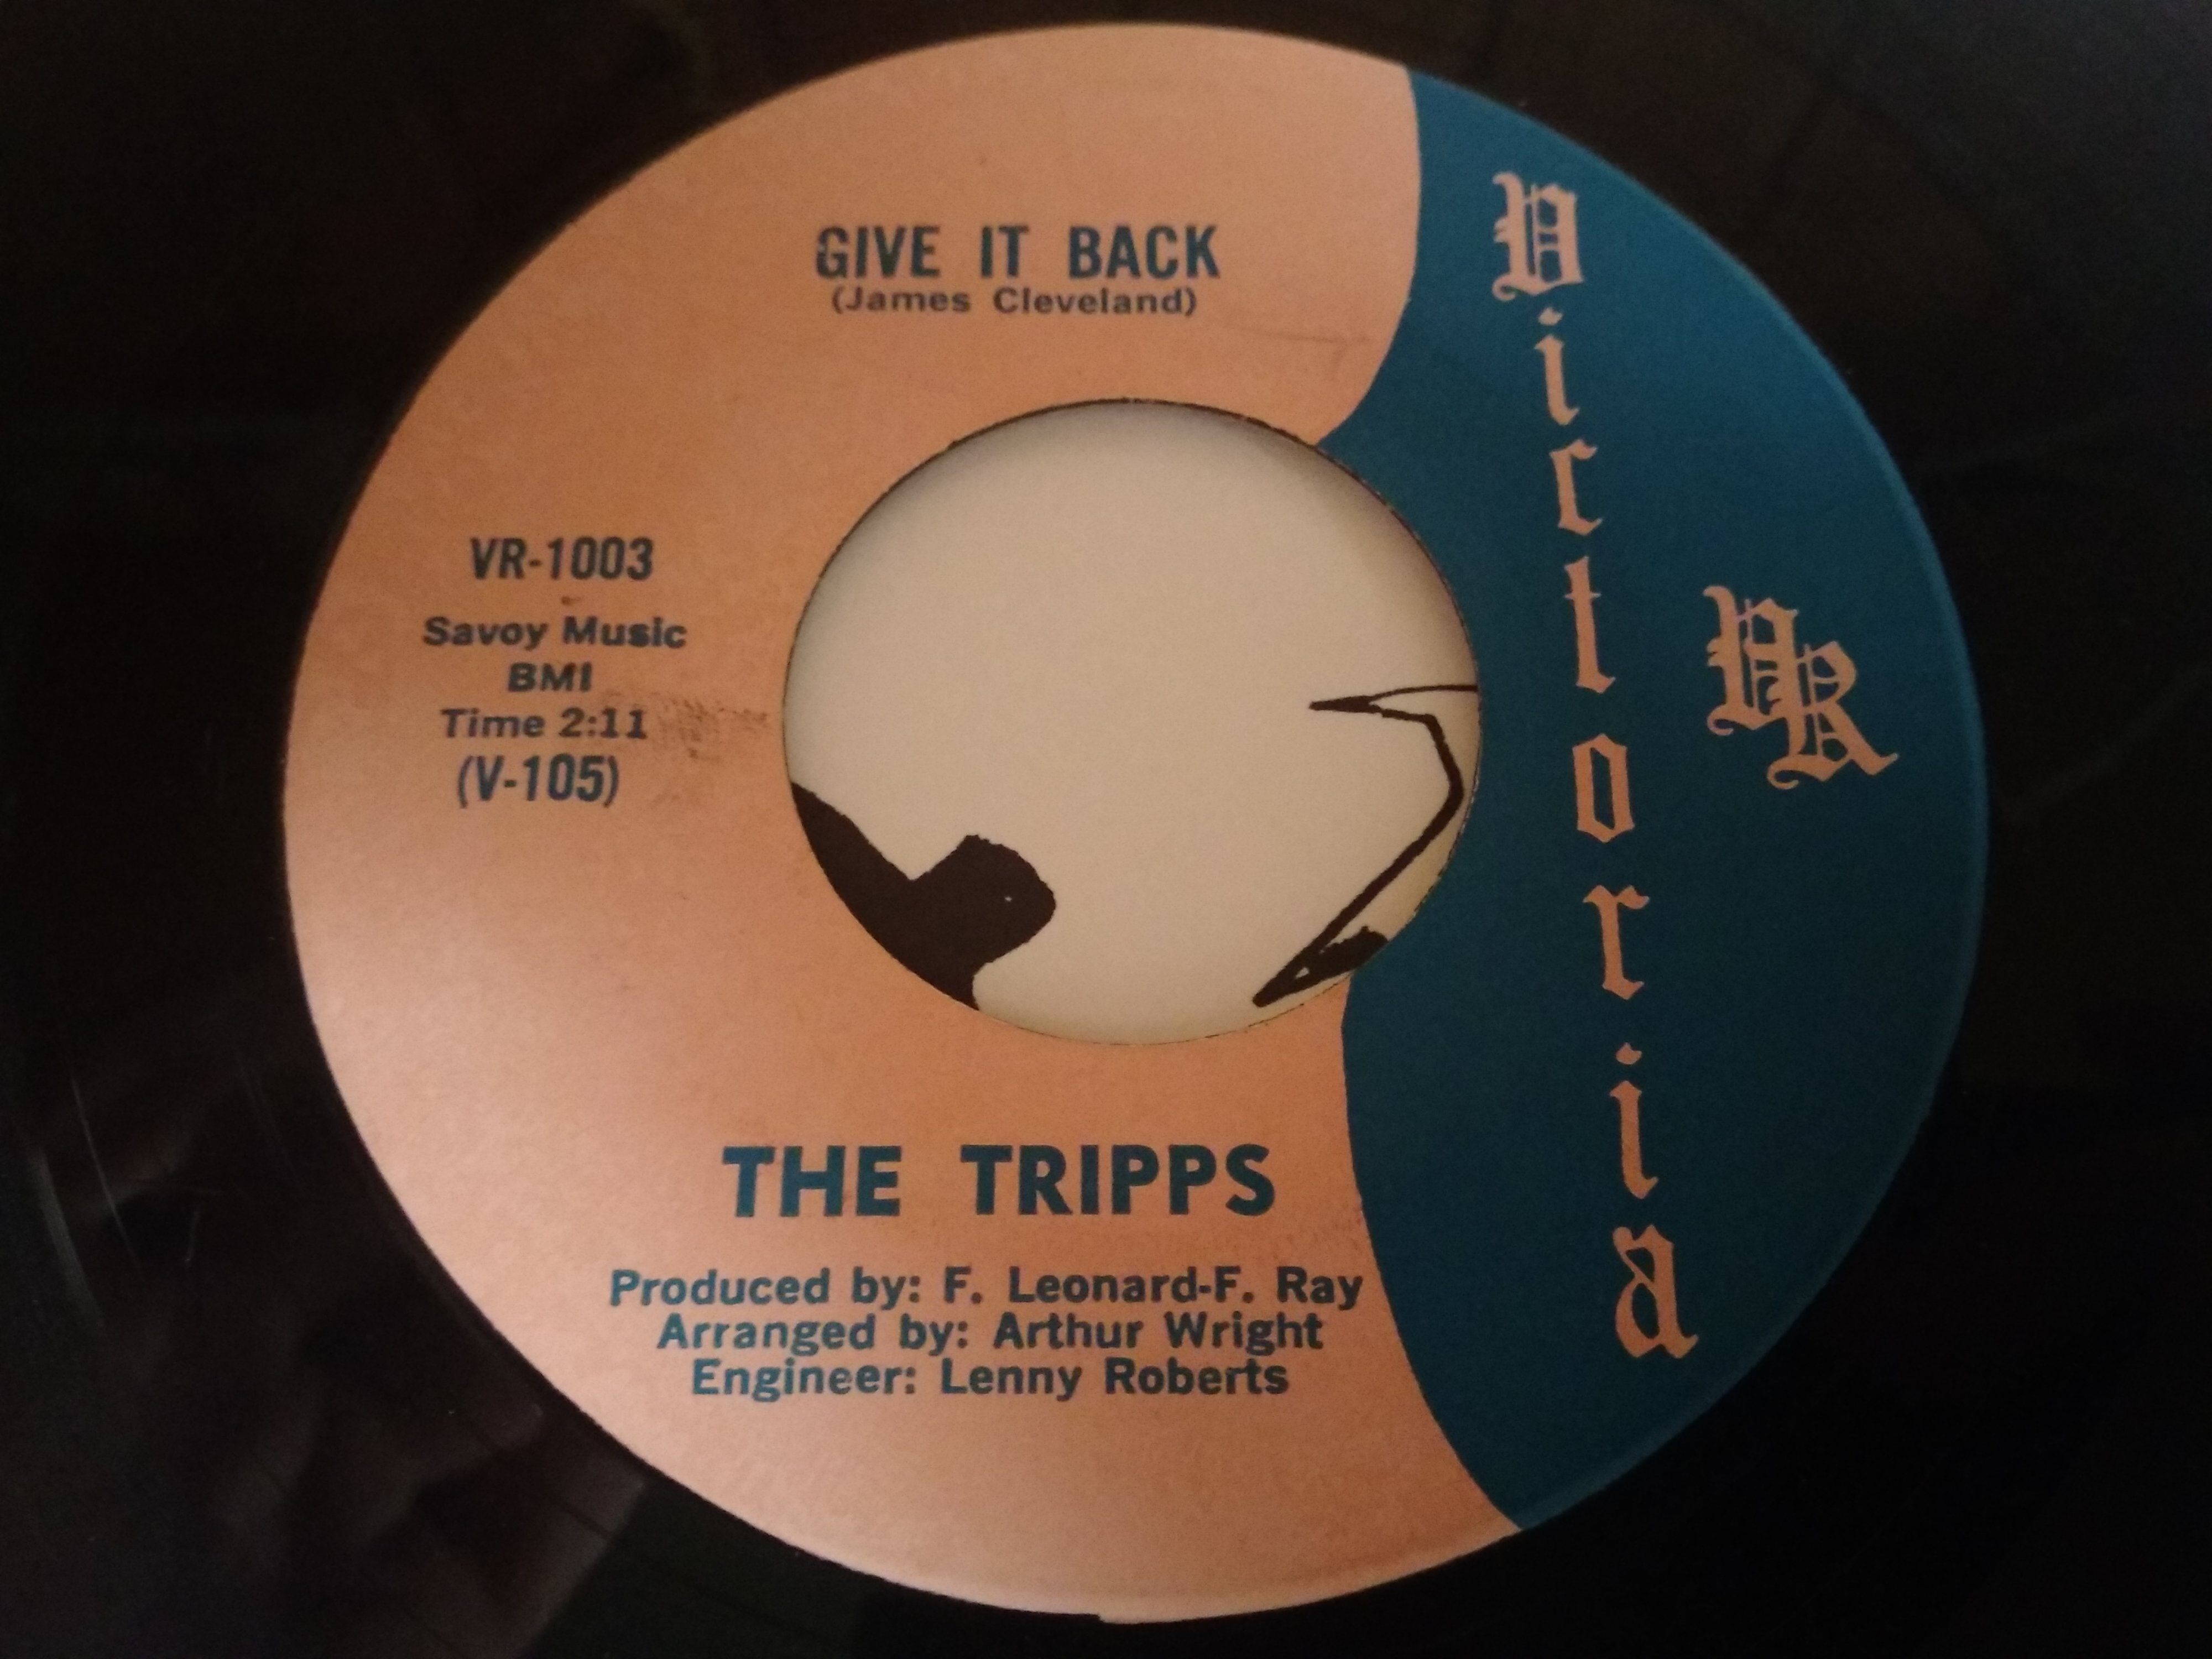 GIVE IT BACK
(James Cleveland)
VR-1003
Savoy Music
BMI
Time 2:11
(V-105)
THE TRIPPS
Produced by: F. Leonard-F. Ray
Arranged by: Arthur Wright
Engineer: Lenny Roberts
Victoria
VR